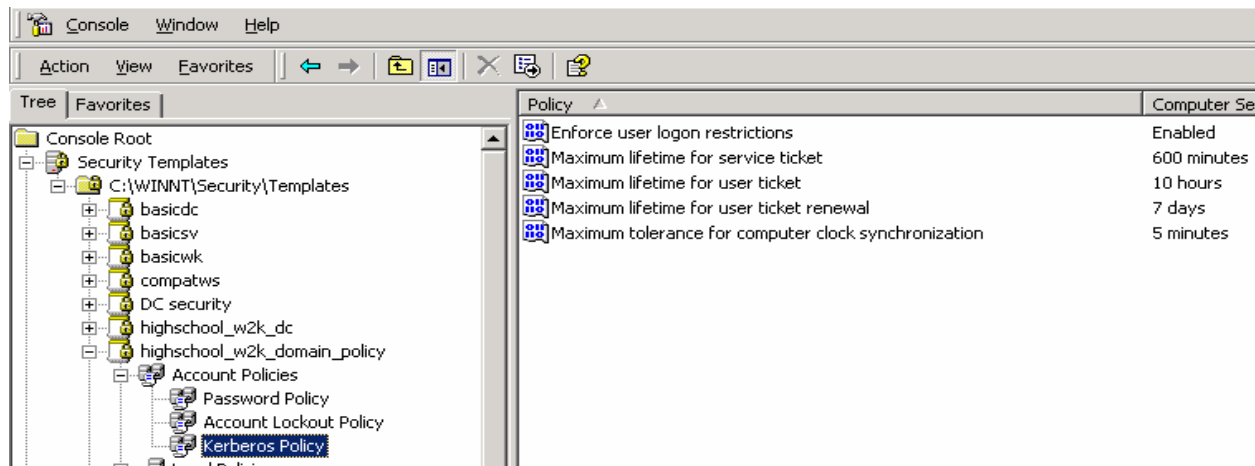 Console Window Help
Action View Favorites
Tree Favorites
Console Root
Security Templates
C:\WINNT\Security\Templates
basicdc
basicsv
basicwk
compatws
DC security
highschool_w2k_dc
highschool_w2k_domain_policy
Account Policies
Password Policy
Account Lockout Policy
Kerberos Policy
Policy Computer Se
Enforce user logon restrictions Enabled
Maximum lifetime for service ticket 600 minutes
Maximum lifetime for user ticket 10 hours
Maximum lifetime for user ticket renewal 7 days
Maximum tolerance for computer clock synchronization 5 minutes